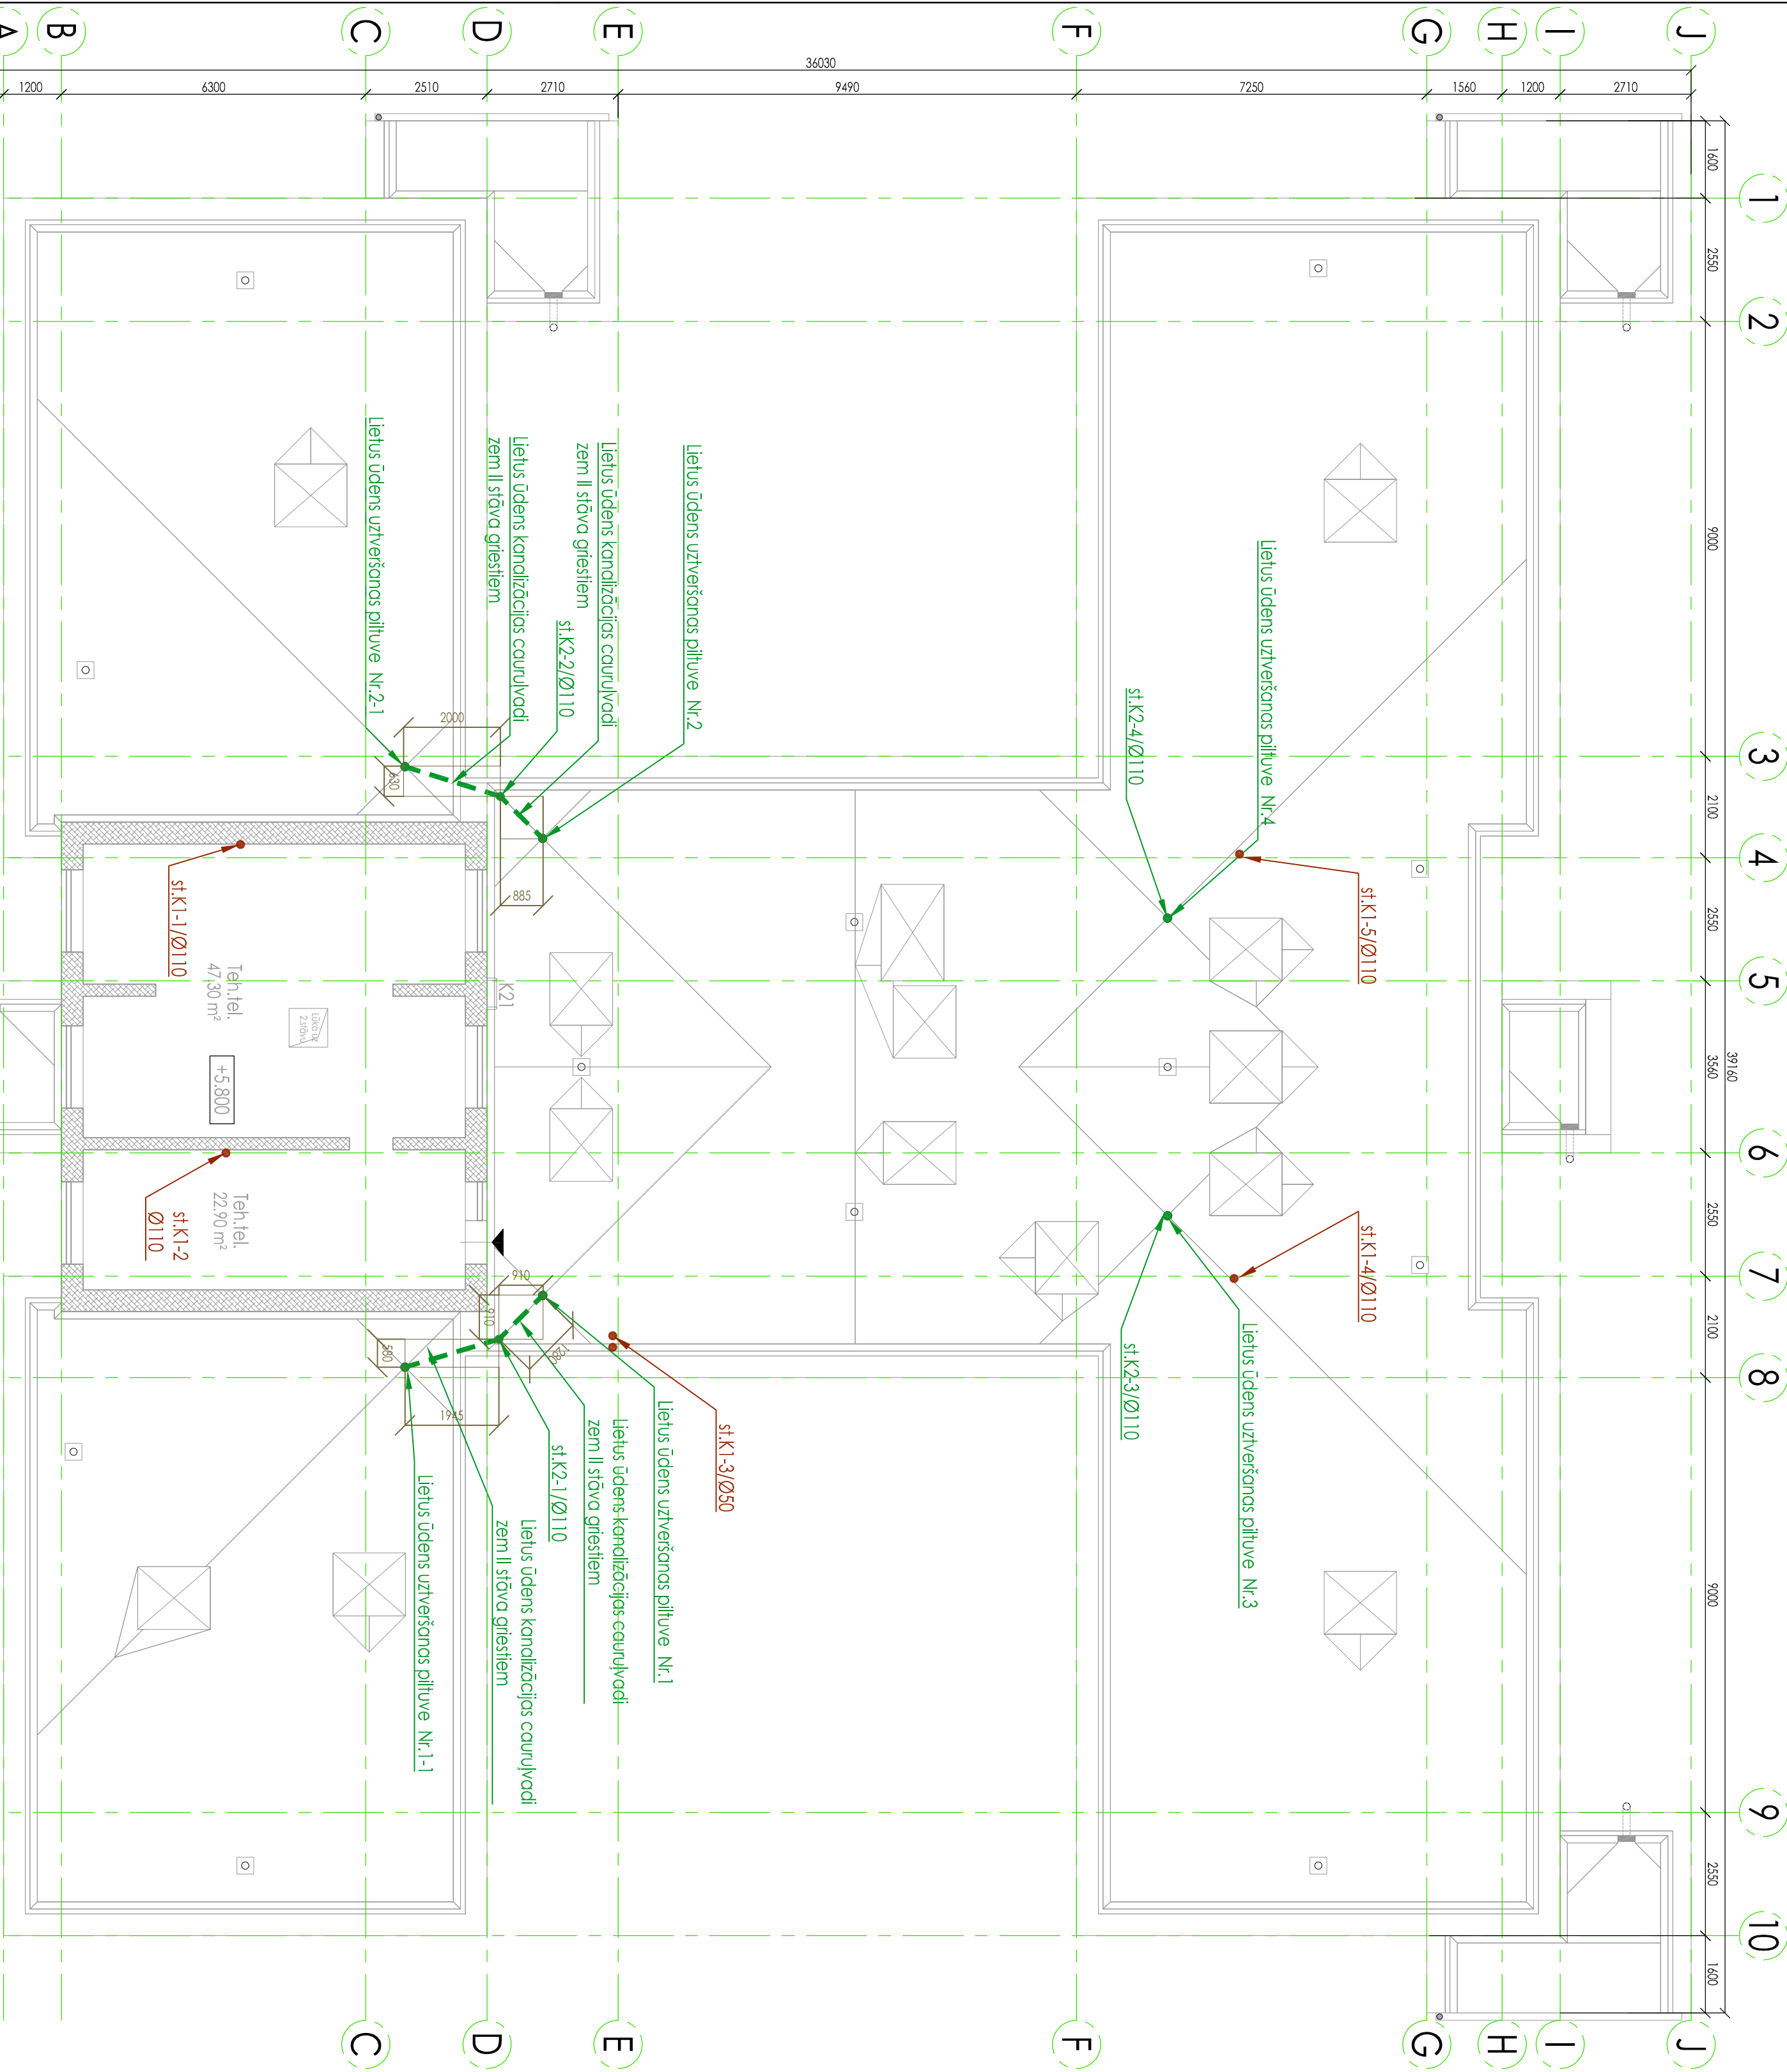 A
B
C
D
E
F
G
H
I
J
36030
1200
6300
2510
2710
9490
7250
1560
1200
2710
1
2
3
4
5
6
7
8
9
10
1600
2550
9000
2100
2550
3560
2550
2100
9000
2550
1600
39160
Lietus ūdens uztveršanas piltuve Nr.4
st.K2-4/Ø110
st.K1-5/Ø110
Lietus ūdens uztveršanas piltuve Nr.2
Lietus ūdens kanalizācijas cauruļvadi
zem II stāva griestiem
st.K2-2/Ø110
Lietus ūdens kanalizācijas cauruļvadi
zem II stāva griestiem
Lietus ūdens uztveršanas piltuve Nr.2-1
2000
630
885
st.K1-1/Ø110
Teh.tel.
47.30 m²
Lūka uz
2.stāvu
+5.800
K21
Teh.tel.
22.90 m²
st.K1-2
Ø110
st.K1-4/Ø110
Lietus ūdens uztveršanas piltuve Nr.3
st.K2-3/Ø110
st.K1-3/Ø50
Lietus ūdens uztveršanas piltuve Nr.1
Lietus ūdens kanalizācijas cauruļvadi
zem II stāva griestiem
st.K2-1/Ø110
Lietus ūdens kanalizācijas cauruļvadi
zem II stāva griestiem
Lietus ūdens uztveršanas piltuve Nr.1-1
910
910
580
1945
C
D
E
F
G
H
I
J